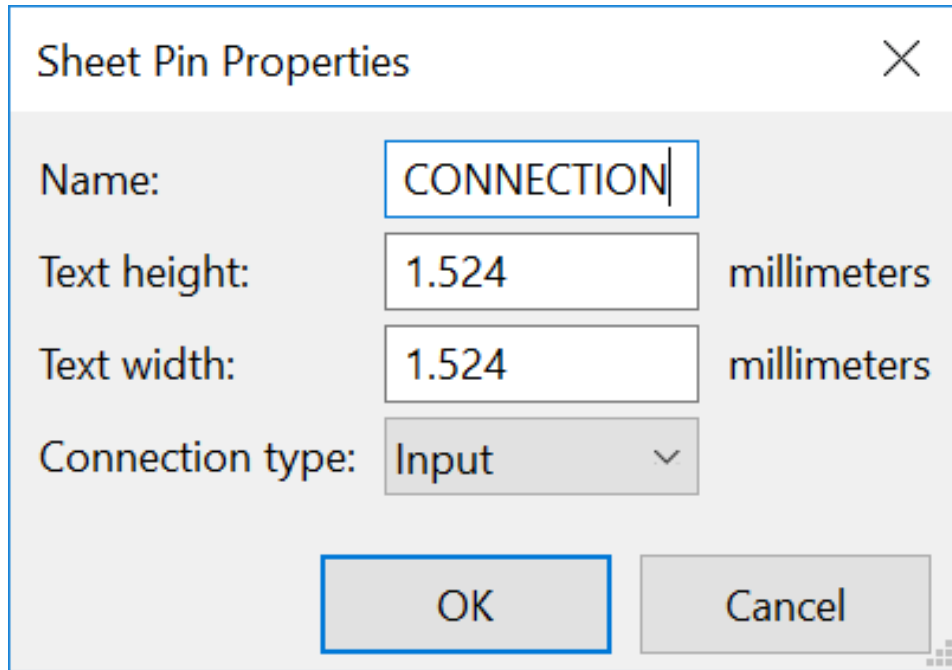 Sheet Pin Properties
Name: CONNECTION
Text height: 1.524 millimeters
Text width: 1.524 millimeters
Connection type: Input
OK Cancel